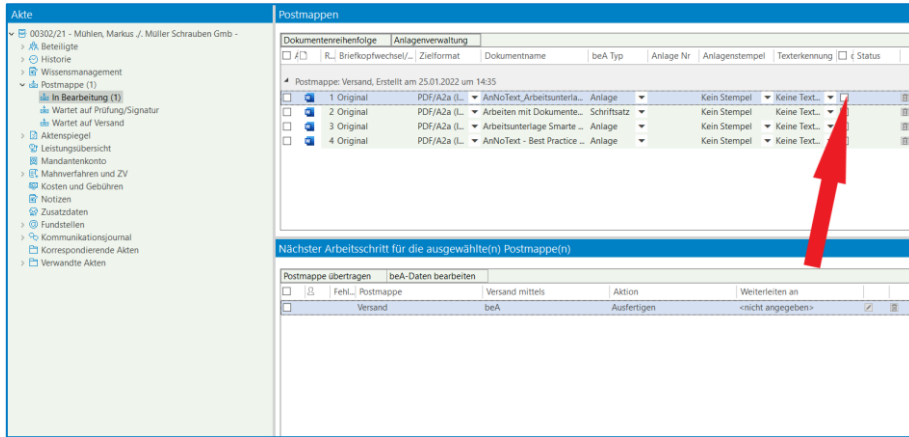 Akte
00302/21 - Mühlen, Markus ./. Müller Schrauben Gmb -
Beteiligte
Historie
Wissensmanagement
Postmappe (1)
In Bearbeitung (1)
Wartet auf Prüfung/Signatur
Wartet auf Versand
Aktenspiegel
Leistungsübersicht
Mandantenkonto
Mahnverfahren und ZV
Kosten und Gebühren
Notizen
Zusatzdaten
Fundstellen
Kommunikationsjournal
Korrespondierende Akten
Verwandte Akten
Postmappen
Dokumentenreihenfolge Anlagenverwaltung
R... Briefkopfwechsel/... Zielformat Dokumentname beA Typ Anlage Nr Anlagenstempel Texterkennung Status
Postmappe: Versand, Erstellt am 25.01.2022 um 14:35
1 Original PDF/A2a (l... AnNoText_Arbeitsunterla... Anlage Kein Stempel Keine Text...
2 Original PDF/A2a (l... Arbeiten mit Dokumente... Schriftsatz Kein Stempel Keine Text...
3 Original PDF/A2a (l... Arbeitsunterlage Smarte ... Anlage Kein Stempel Keine Text...
4 Original PDF/A2a (l... AnNoText - Best Practice ... Anlage Kein Stempel Keine Text...
Nächster Arbeitsschritt für die ausgewählte(n) Postmappe(n)
Postmappe übertragen beA-Daten bearbeiten
Fehl... Postmappe Versand mittels Aktion Weiterleiten an
Versand beA Ausfertigen <nicht angegeben>